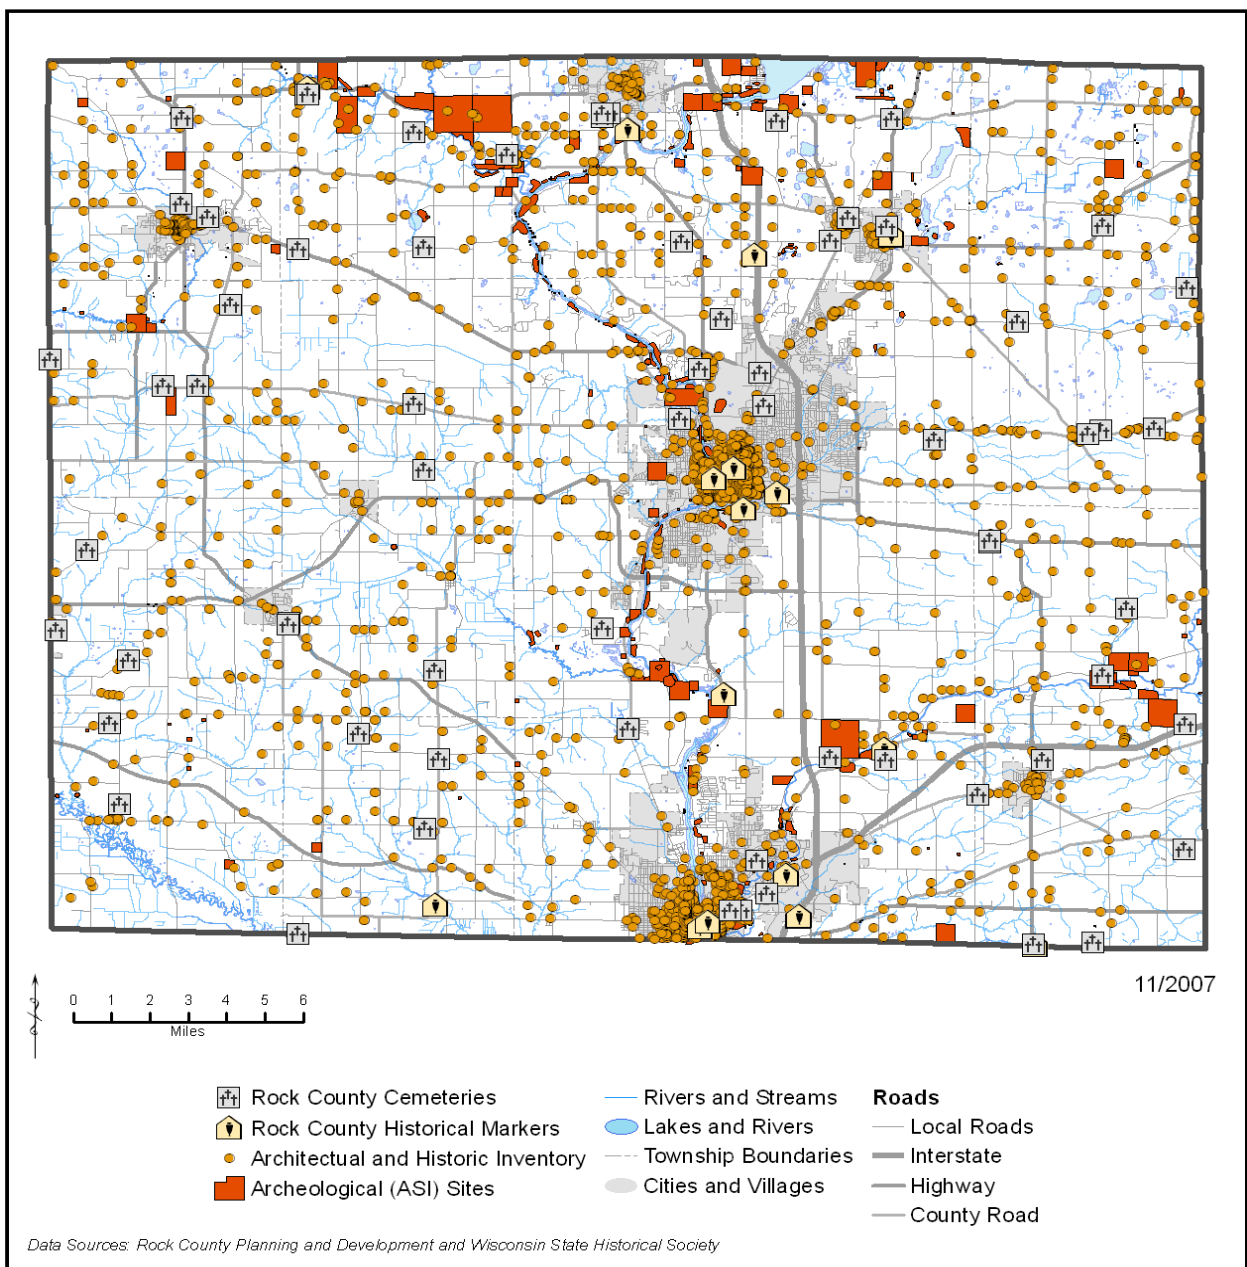 11/2007
0 1 2 3 4 5 6
Miles
Rock County Cemeteries
Rock County Historical Markers
Architectual and Historic Inventory
Archeological (ASI) Sites
Rivers and Streams
Lakes and Rivers
Township Boundaries
Cities and Villages
Roads
Local Roads
Interstate
Highway
County Road
Data Sources: Rock County Planning and Development and Wisconsin State Historical Society